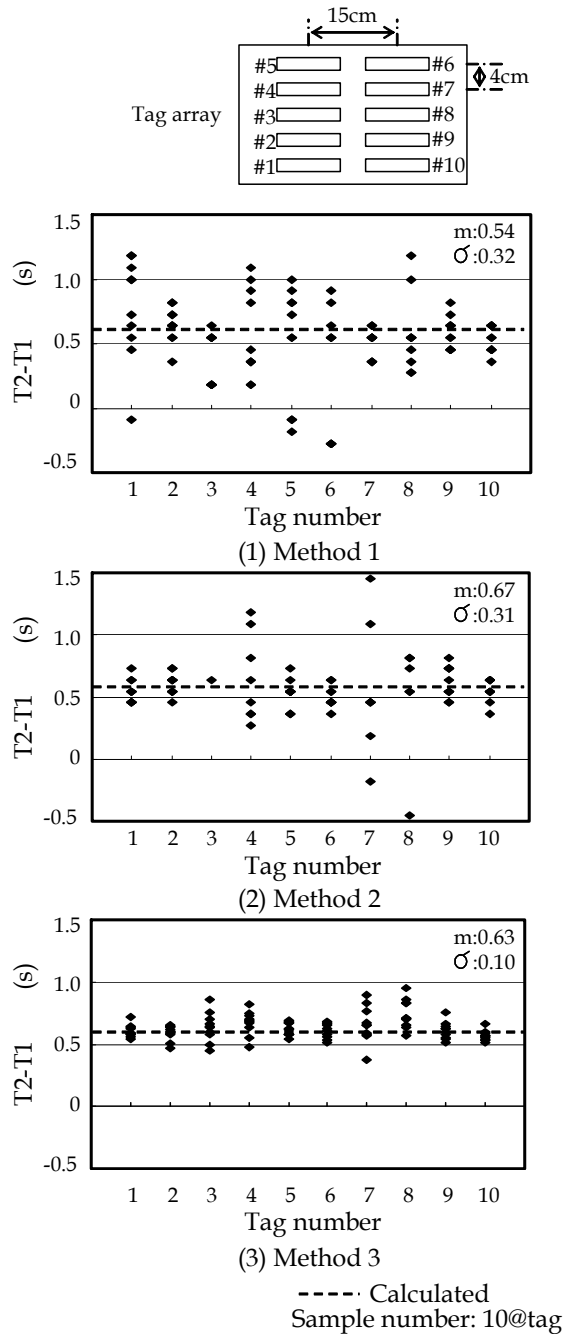 15cm
#5 #6
#4 #7 4cm
Tag array #3 #8
#2 #9
#1 #10
1.5
m:0.54
σ:0.32
(s)
1.0
0.5
T2-T1
0
-0.5
1 2 3 4 5 6 7 8 9 10
Tag number
(1) Method 1
1.5
m:0.67
σ:0.31
(s)
1.0
0.5
T2-T1
0
-0.5
1 2 3 4 5 6 7 8 9 10
Tag number
(2) Method 2
1.5
m:0.63
σ:0.10
(s)
1.0
0.5
T2-T1
0
-0.5
1 2 3 4 5 6 7 8 9 10
Tag number
(3) Method 3
Calculated
Sample number: 10@tag